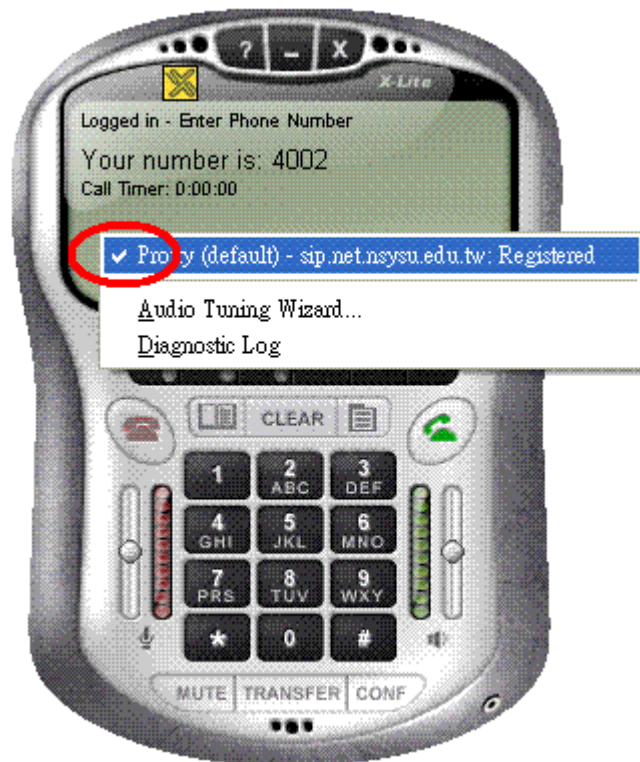 ? – X
X-Lite
Logged in - Enter Phone Number
Your number is: 4002
Call Timer: 0:00:00
Proxy (default) - sip.net.nsysu.edu.tw: Registered
Audio Tuning Wizard...
Diagnostic Log
CLEAR
1 2 3
ABC DEF
4 5 6
GHI JKL MNO
7 8 9
PRS TUV WXY
* 0 #
MUTE TRANSFER CONF